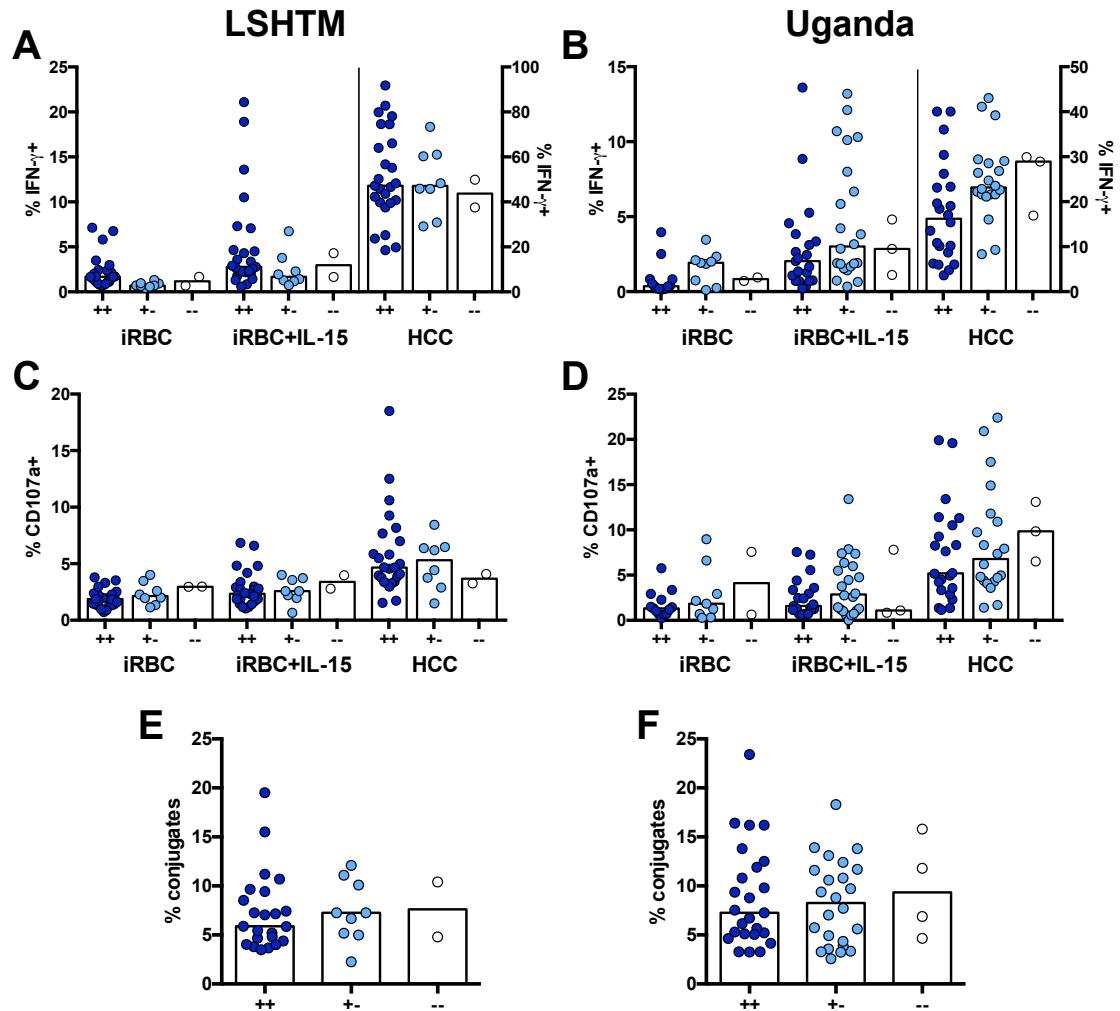 LSHTM
Uganda
A
% IFN-γ+
25
20
15
10
5
0
100
80
60
40
20
0
% IFN-γ+
++ +- -- ++ +- -- ++ +- --
iRBC iRBC+IL-15 HCC
B
% IFN-γ+
15
10
5
0
50
40
30
20
10
0
% IFN-γ+
++ +- -- ++ +- -- ++ +- --
iRBC iRBC+IL-15 HCC
C
% CD107a+
20
15
10
5
0
++ +- -- ++ +- -- ++ +- --
iRBC iRBC+IL-15 HCC
D
% CD107a+
25
20
15
10
5
0
++ +- -- ++ +- -- ++ +- --
iRBC iRBC+IL-15 HCC
E
% conjugates
25
20
15
10
5
0
++ +- --
F
% conjugates
25
20
15
10
5
0
++ +- --